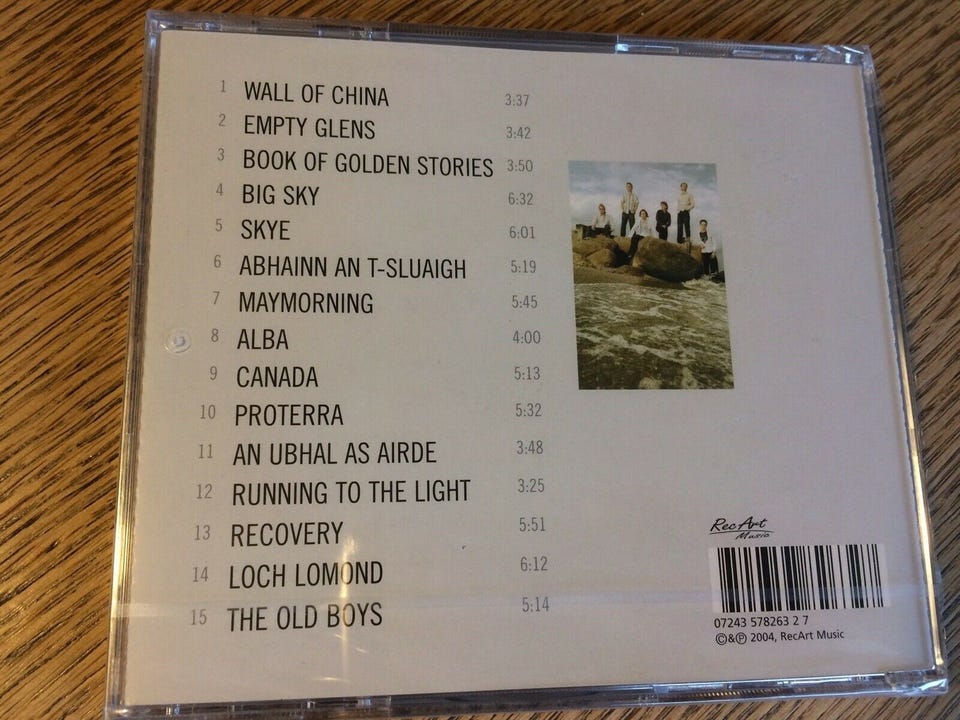 1 WALL OF CHINA 3:37
2 EMPTY GLENS 3:42
3 BOOK OF GOLDEN STORIES 3:50
4 BIG SKY 6:32
5 SKYE 6:01
6 ABHAINN AN T-SLUAIGH 5:19
7 MAYMORNING 5:45
8 ALBA 4:00
9 CANADA 5:13
10 PROTERRA 5:32
11 AN UBHAL AS AIRDE 3:48
12 RUNNING TO THE LIGHT 3:25
13 RECOVERY 5:51
14 LOCH LOMOND 6:12
15 THE OLD BOYS 5:14
RecArt
Music
07243 578263 2 7
©&℗ 2004, RecArt Music